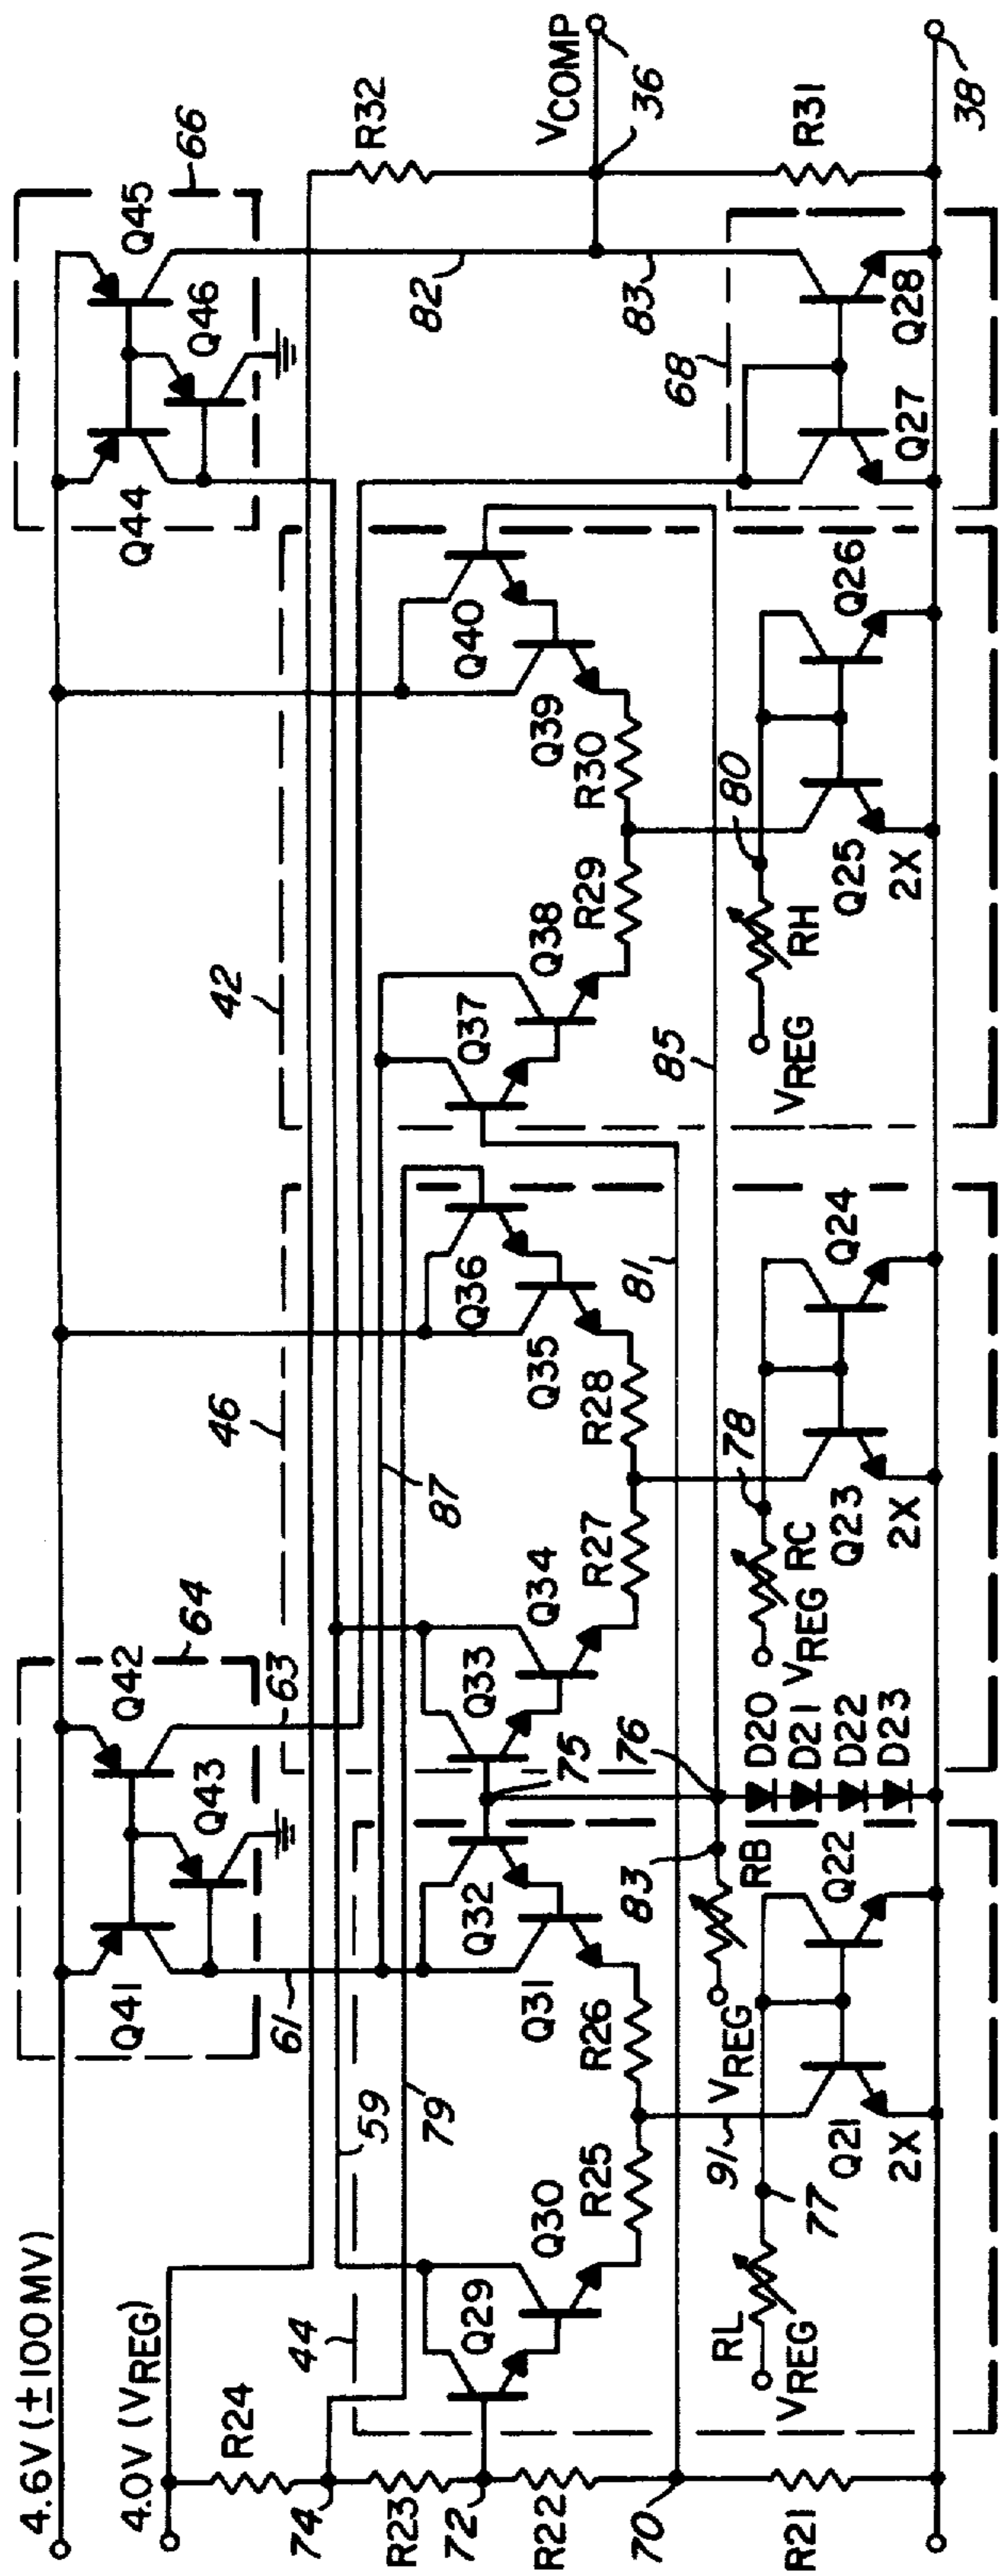 4.6V (±100MV)
4.0V (VREG)
R24
74
R23
72
R22
70
R21
64
Q41
Q42
Q43
61
63
59
79
44
Q29
Q30
R25
R26
Q31
Q32
91
RL
VREG
77
Q21
2X
Q22
83
RB
VREG
75
76
D20
D21
D22
D23
46
87
Q33
Q34
R27
R28
Q35
Q36
81
78
RC
VREG
Q23
2X
Q24
42
85
Q37
Q38
R29
R30
Q39
Q40
80
RH
VREG
Q25
2X
Q26
66
Q44
Q45
Q46
82
83
68
Q27
Q28
R32
VCOMP
36
R31
38